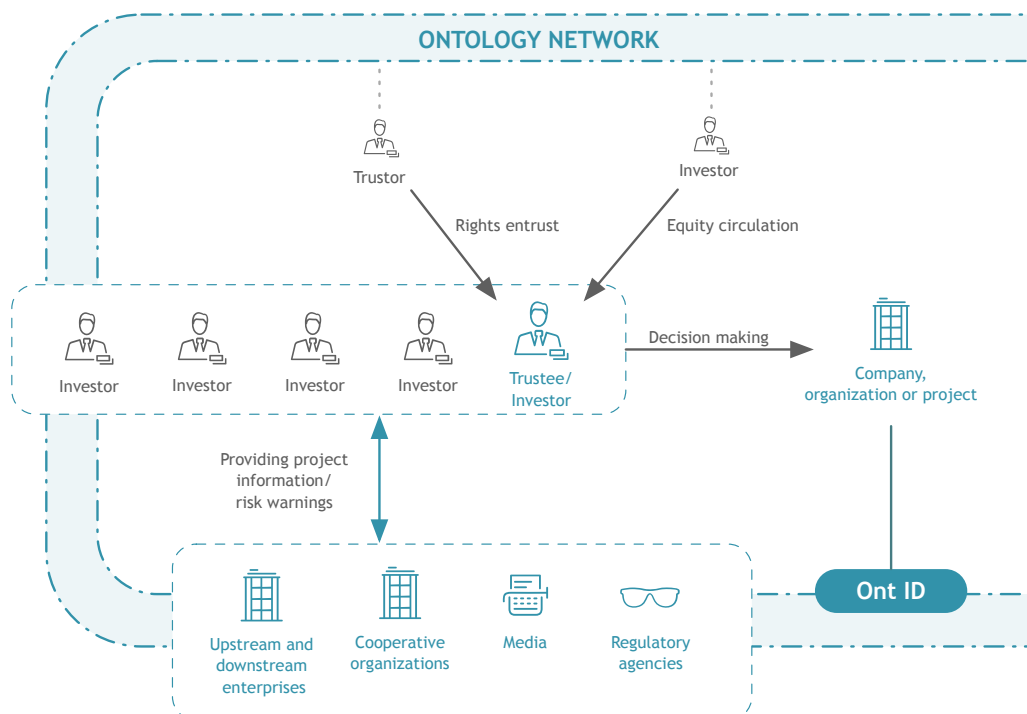 ONTOLOGY NETWORK
Trustor
Investor
Rights entrust
Equity circulation
Investor
Investor
Investor
Investor
Trustee/
Investor
Decision making
Company,
organization or project
Providing project
information/
risk warnings
Ont ID
Upstream and
downstream
enterprises
Cooperative
organizations
Media
Regulatory
agencies